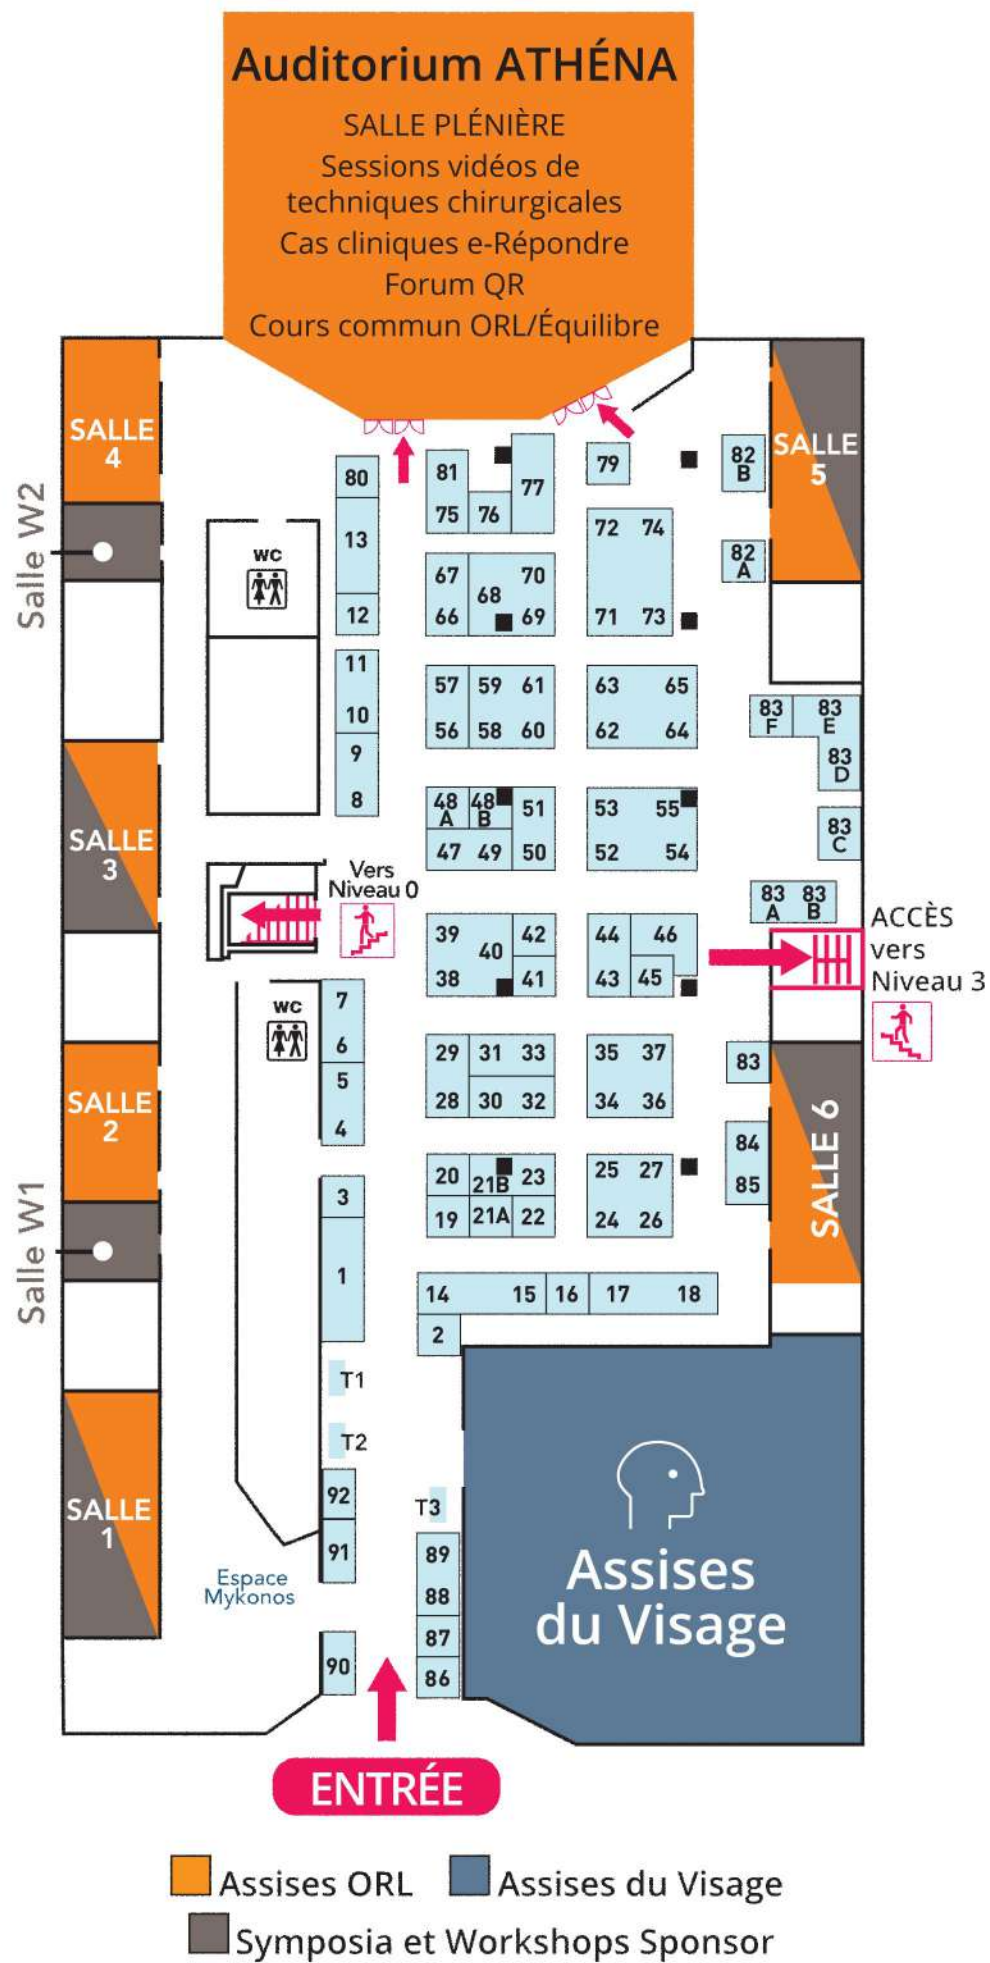 Auditorium ATHÉNA
SALLE PLÉNIÈRE
Sessions vidéos de
techniques chirurgicales
Cas cliniques e-Répondre
Forum QR
Cours commun ORL/Équilibre
SALLE
4
Salle W2
WC
SALLE
3
Vers
Niveau 0
WC
SALLE
2
Salle W1
SALLE
1
Espace
Mykonos
80
13
12
11
10
9
8
7
6
5
4
3
1
T1
T2
92
91
90
81
77
75 76
67 70
68
66 69
57 59 61
56 58 60
48 48 51
A B
47 49 50
39 42
40
38 41
29 31 33
28 30 32
20 21B 23
19 21A 22
14 15 16 17 18
2
T3
89
88
87
86
79
72 74
71 73
63 65
62 64
53 55
52 54
44 46
43 45
35 37
34 36
25 27
24 26
82
B
82
A
SALLE
5
83 83
F E
83
D
83
C
83 83
A B
ACCÈS
vers
Niveau 3
83
84
85
SALLE 6
Assises
du Visage
ENTRÉE
Assises ORL
Assises du Visage
Symposia et Workshops Sponsor